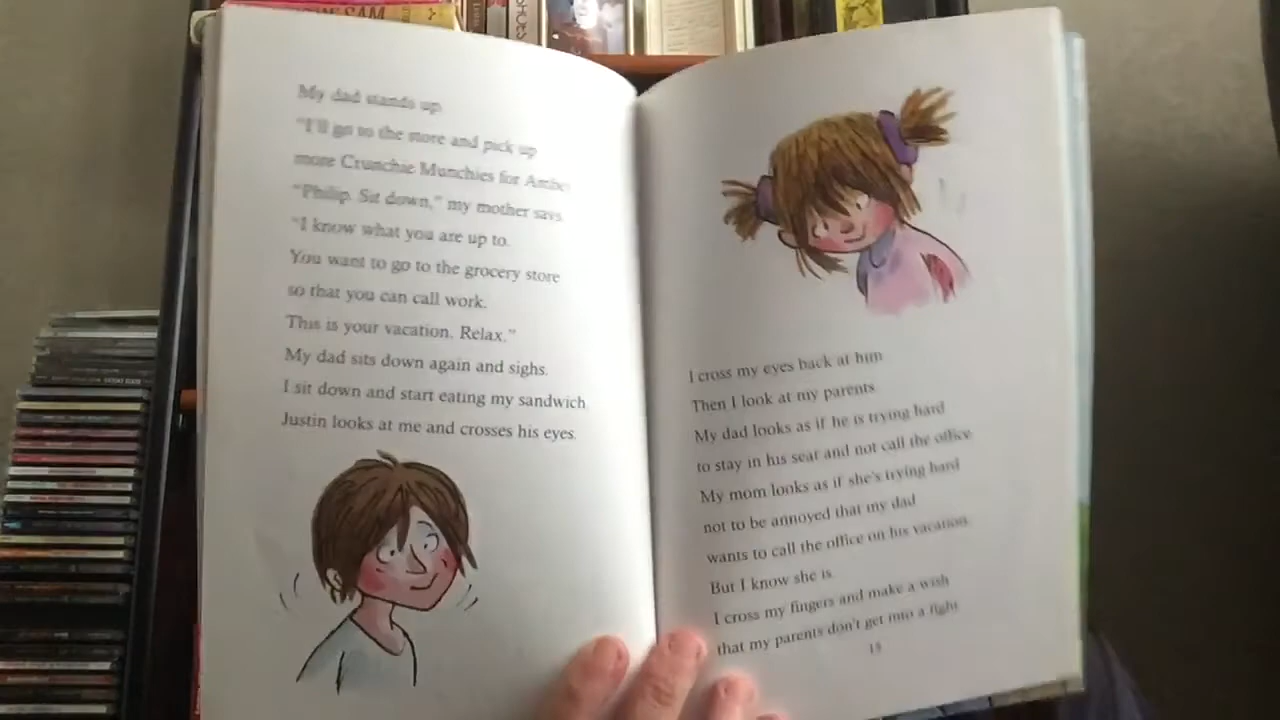 SAM
My dad stands up.
"I'll go to the store and pick up
more Crunchie Munchies for Amber
"Philip. Sit down," my mother says.
"I know what you are up to.
You want to go to the grocery store
so that you can call work.
This is your vacation. Relax."
My dad sits down again and sighs.
I sit down and start eating my sandwich.
Justin looks at me and crosses his eyes.
I cross my eyes back at him.
Then I look at my parents.
My dad looks as if he is trying hard
to stay in his seat and not call the office.
My mom looks as if she's trying hard
not to be annoyed that my dad
wants to call the office on his vacation.
But I know she is.
I cross my fingers and make a wish
that my parents don't get into a fight.
15